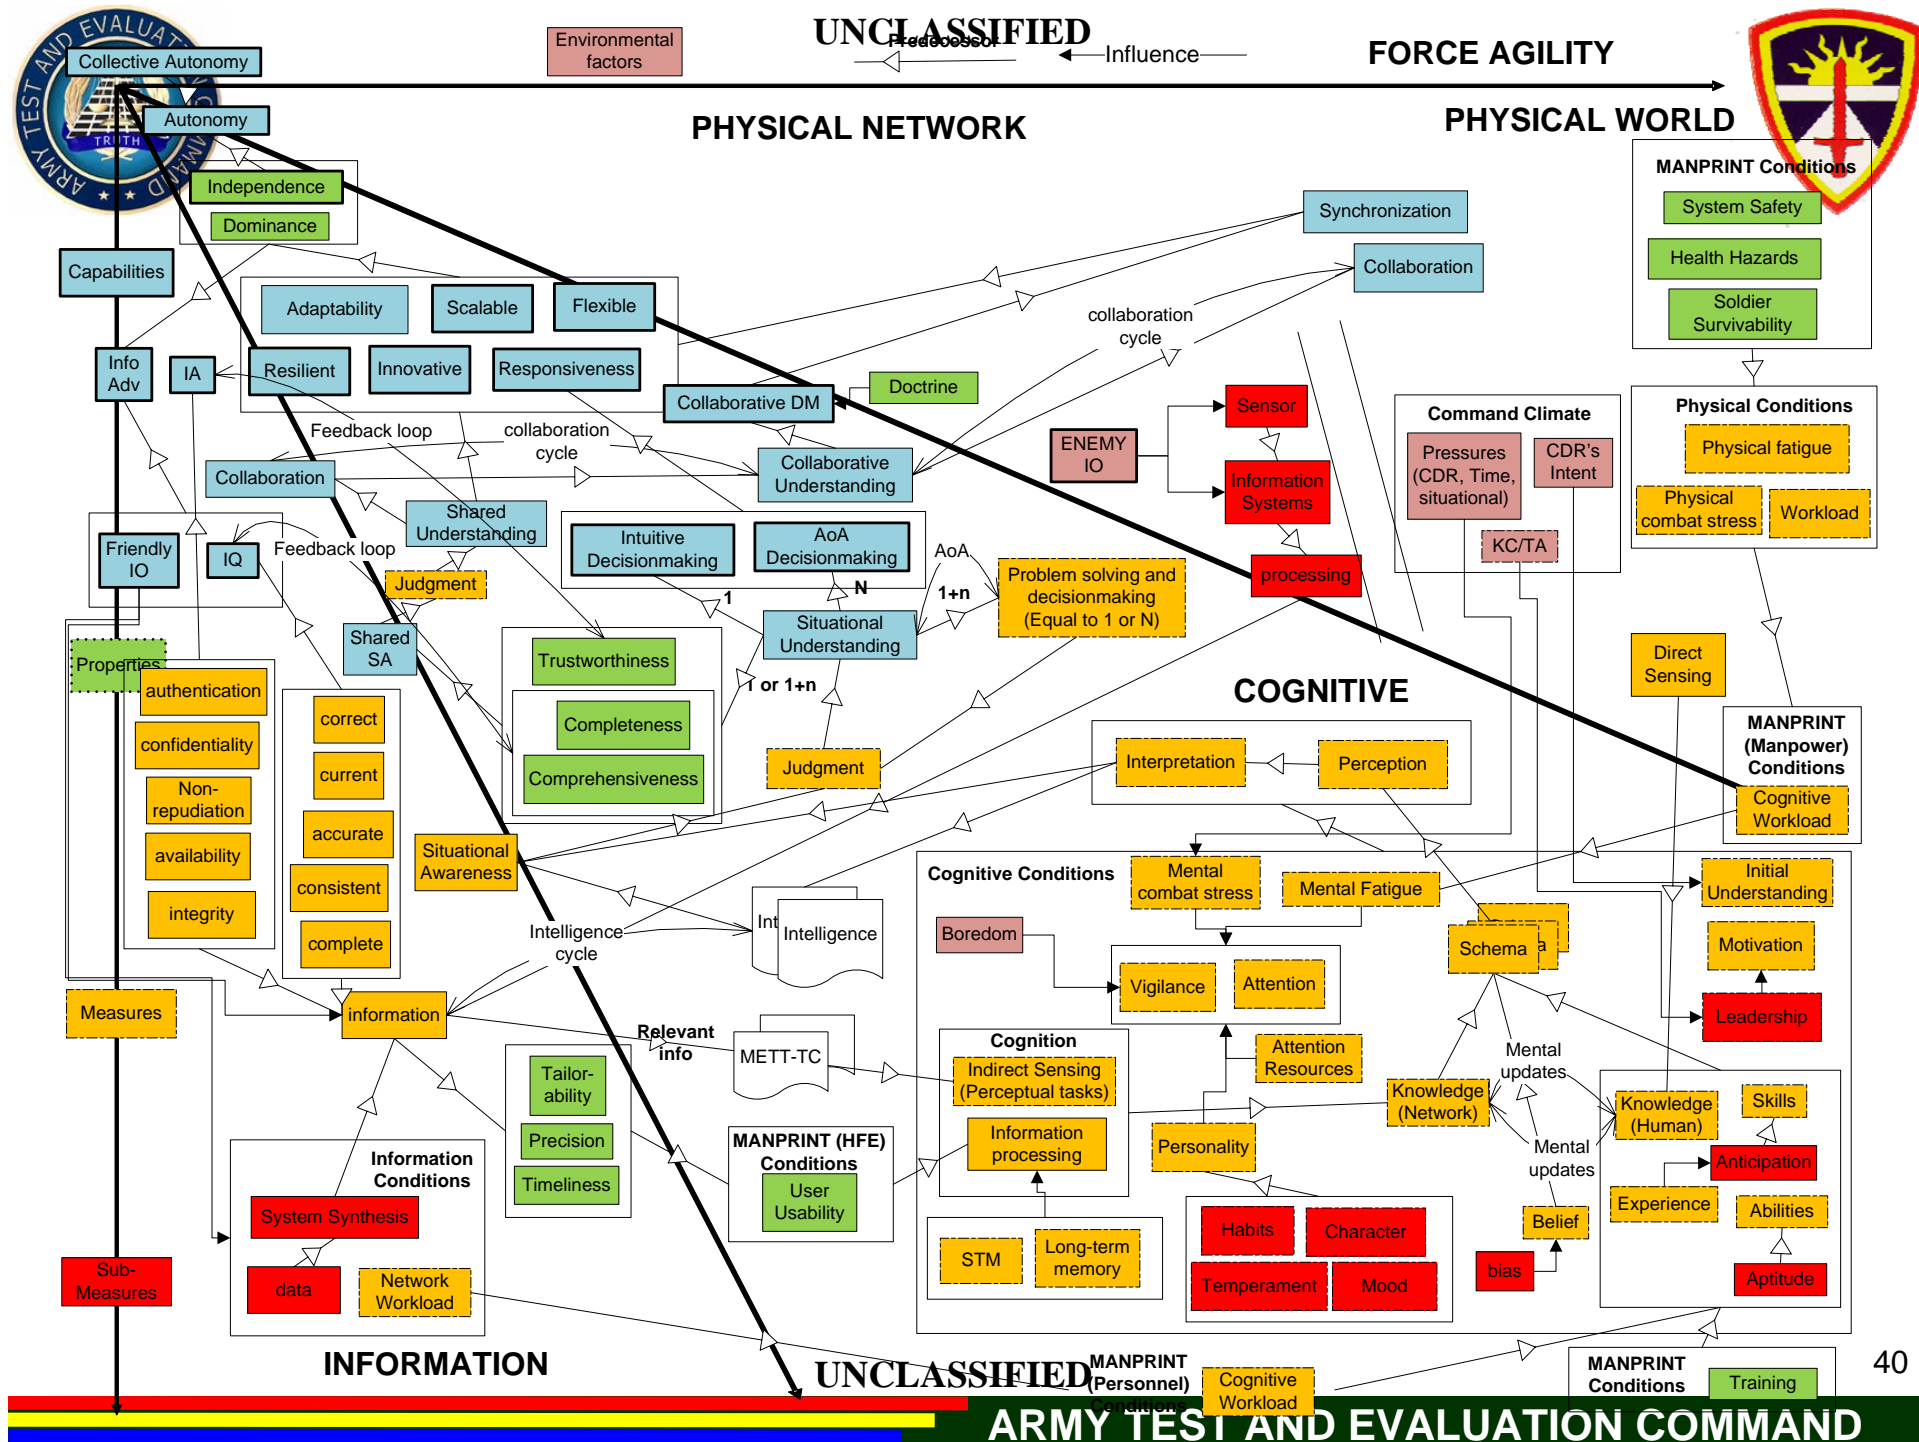 UNCLASSIFIED
ARMY TEST AND EVALUATION COMMAND
TRUTH
Collective Autonomy
Autonomy
Environmental
factors
Predecessor
Influence
FORCE AGILITY
PHYSICAL NETWORK
PHYSICAL WORLD
MANPRINT Conditions
System Safety
Health Hazards
Soldier
Survivability
Independence
Dominance
Capabilities
Synchronization
Collaboration
Adaptability
Scalable
Flexible
collaboration
cycle
Info
Adv
IA
Resilient
Innovative
Responsiveness
Collaborative DM
Doctrine
Sensor
ENEMY
IO
Information
Systems
processing
Command Climate
Pressures
(CDR, Time,
situational)
CDR's
Intent
KC/TA
Physical Conditions
Physical fatigue
Physical
combat stress
Workload
Feedback loop
collaboration
cycle
Collaboration
Collaborative
Understanding
Shared
Understanding
Friendly
IO
IQ
Feedback loop
Judgment
Intuitive
Decisionmaking
AoA
Decisionmaking
AoA
1
N
1+n
Problem solving and
decisionmaking
(Equal to 1 or N)
Situational
Understanding
Shared
SA
Properties
authentication
confidentiality
Non-
repudiation
availability
integrity
correct
current
accurate
consistent
complete
Trustworthiness
Completeness
Comprehensiveness
1 or 1+n
Judgment
COGNITIVE
Direct
Sensing
MANPRINT
(Manpower)
Conditions
Cognitive
Workload
Interpretation
Perception
Situational
Awareness
Cognitive Conditions
Mental
combat stress
Mental Fatigue
Initial
Understanding
Boredom
Int
Intelligence
Intelligence
cycle
Vigilance
Attention
Schema
a
Motivation
Leadership
Measures
information
Relevant
info
METT-TC
Cognition
Indirect Sensing
(Perceptual tasks)
Information
processing
Attention
Resources
Mental
updates
Knowledge
(Network)
Knowledge
(Human)
Skills
Tailor-
ability
Precision
Timeliness
MANPRINT (HFE)
Conditions
User
Usability
Personality
Mental
updates
Anticipation
Experience
Abilities
Information
Conditions
System Synthesis
data
Network
Workload
STM
Long-term
memory
Habits
Character
Temperament
Mood
Belief
bias
Aptitude
Sub-
Measures
INFORMATION
UNCLASSIFIED
MANPRINT
(Personnel)
Conditions
Cognitive
Workload
MANPRINT
Conditions
Training
40
ARMY TEST AND EVALUATION COMMAND